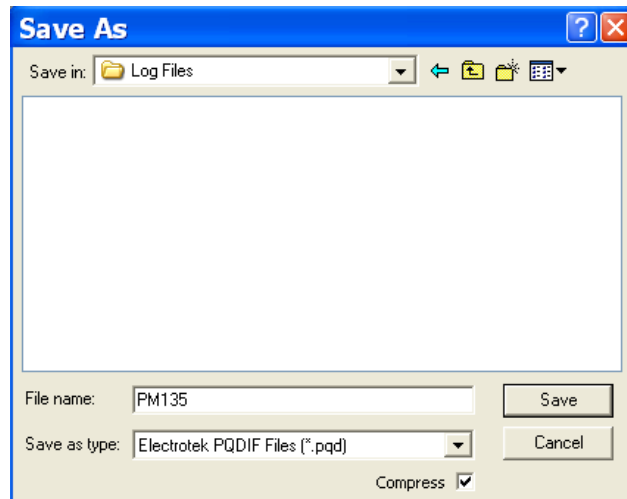 Save As
Save in: Log Files
File name: PM135 Save
Save as type: Electrotek PQDIF Files (*.pqd) Cancel
Compress